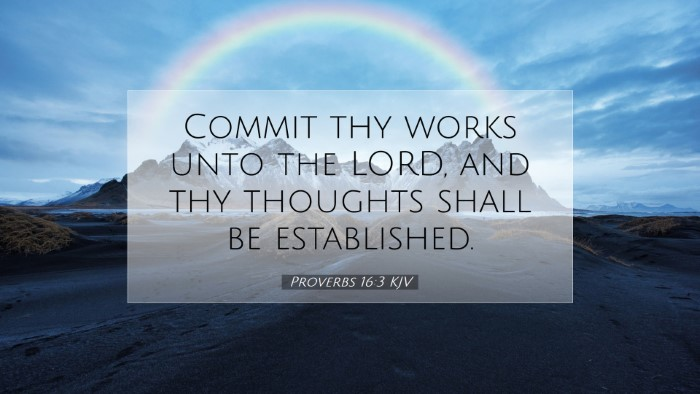 Commit thy works
unto the LORD, and
thy thoughts shall
be established.
Proverbs 16:3 KJV